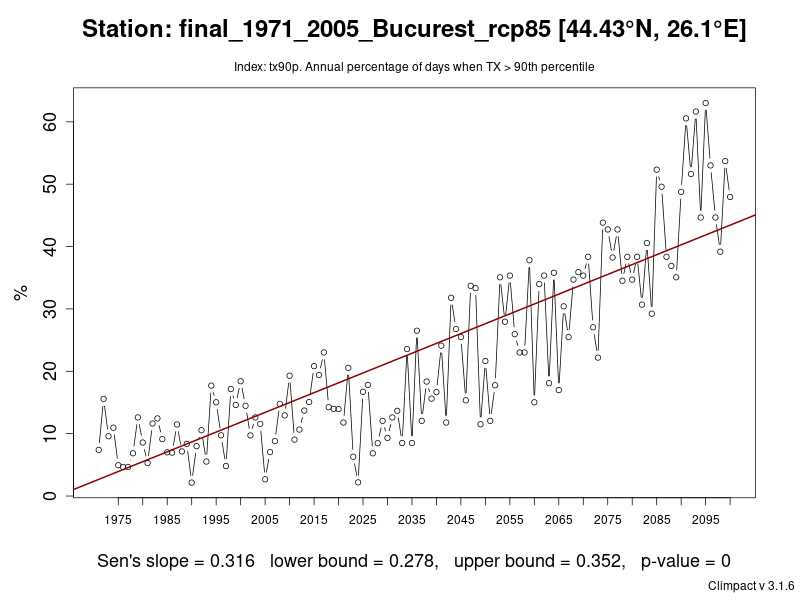 Station: final_1971_2005_Bucurest_rcp85 [44.43°N, 26.1°E]
Index: tx90p. Annual percentage of days when TX > 90th percentile
60
50
40
30
20
10
0
%
1975 1985 1995 2005 2015 2025 2035 2045 2055 2065 2075 2085 2095
Sen's slope = 0.316 lower bound = 0.278, upper bound = 0.352, p-value = 0
Climpact v 3.1.6